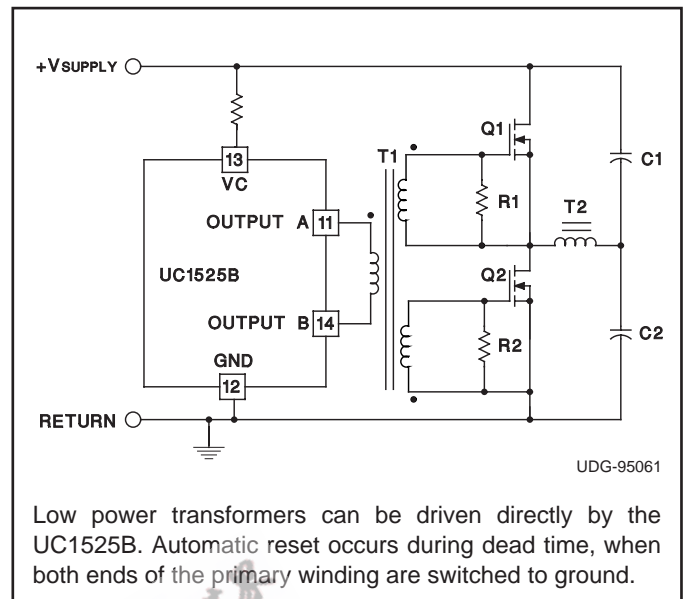 +VSUPPLY
Q1
T1
C1
13
VC
R1
T2
OUTPUT A 11
Q2
UC1525B
OUTPUT B 14
R2
C2
GND
12
RETURN
UDG-95061
Low power transformers can be driven directly by the
UC1525B. Automatic reset occurs during dead time, when
both ends of the primary winding are switched to ground.